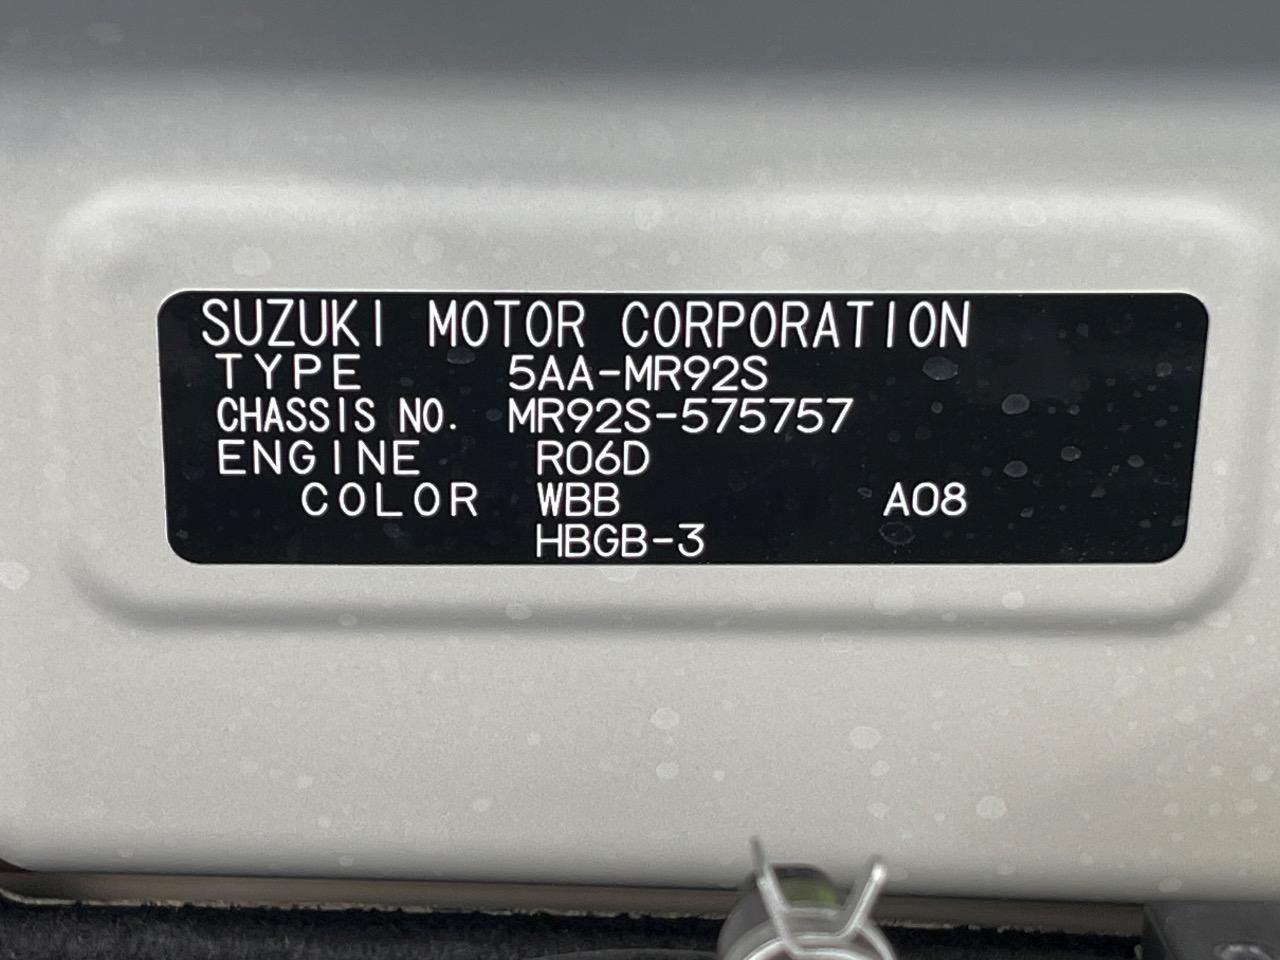 SUZUKI MOTOR CORPORATION
TYPE 5AA-MR92S
CHASSIS NO. MR92S-575757
ENGINE R06D
COLOR WBB A08
HBGB-3